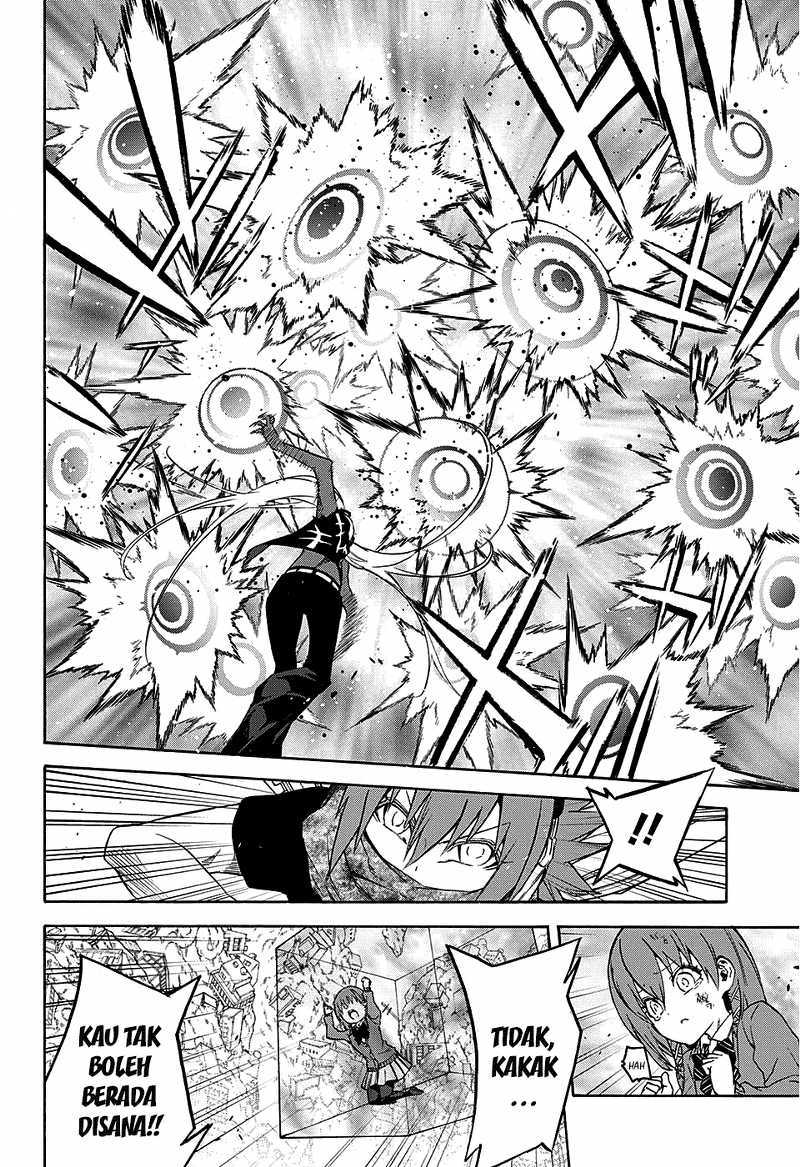 !!
HAH
TIDAK,
KAKAK
...
KAU TAK
BOLEH
BERADA
DISANA!!